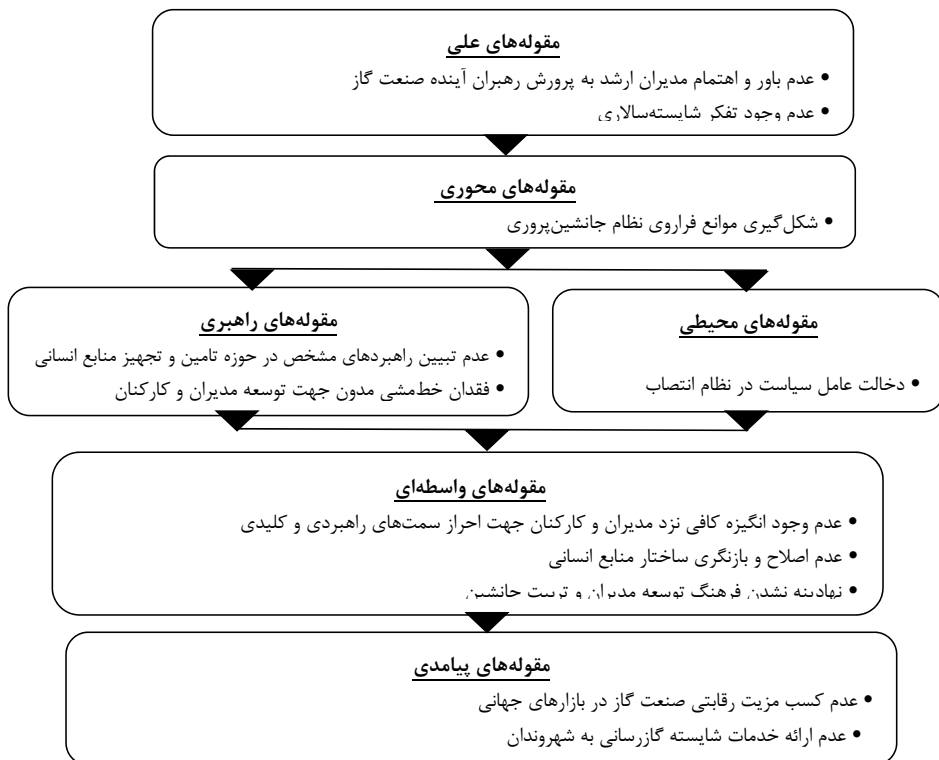 مقوله‌های علی
• عدم باور و اهتمام مدیران ارشد به پرورش رهبران آینده صنعت گاز
• عدم وجود تفکر شایسته‌سالاری
مقوله‌های محوری
• شکل‌گیری موانع فراروی نظام جانشین‌پروری
مقوله‌های محیطی
• دخالت عامل سیاست در نظام انتصاب
مقوله‌های راهبری
• عدم تبیین راهبردهای مشخص در حوزه تامین و تجهیز منابع انسانی
• فقدان خط‌مشی مدون جهت توسعه مدیران و کارکنان
مقوله‌های واسطه‌ای
• عدم وجود انگیزه کافی نزد مدیران و کارکنان جهت احراز سمت‌های راهبردی و کلیدی
• عدم اصلاح و بازنگری ساختار منابع انسانی
• نهادینه نشدن فرهنگ توسعه مدیران و تربیت جانشین
مقوله‌های پیامدی
• عدم کسب مزیت رقابتی صنعت گاز در بازارهای جهانی
• عدم ارائه خدمات شایسته گازرسانی به شهروندان